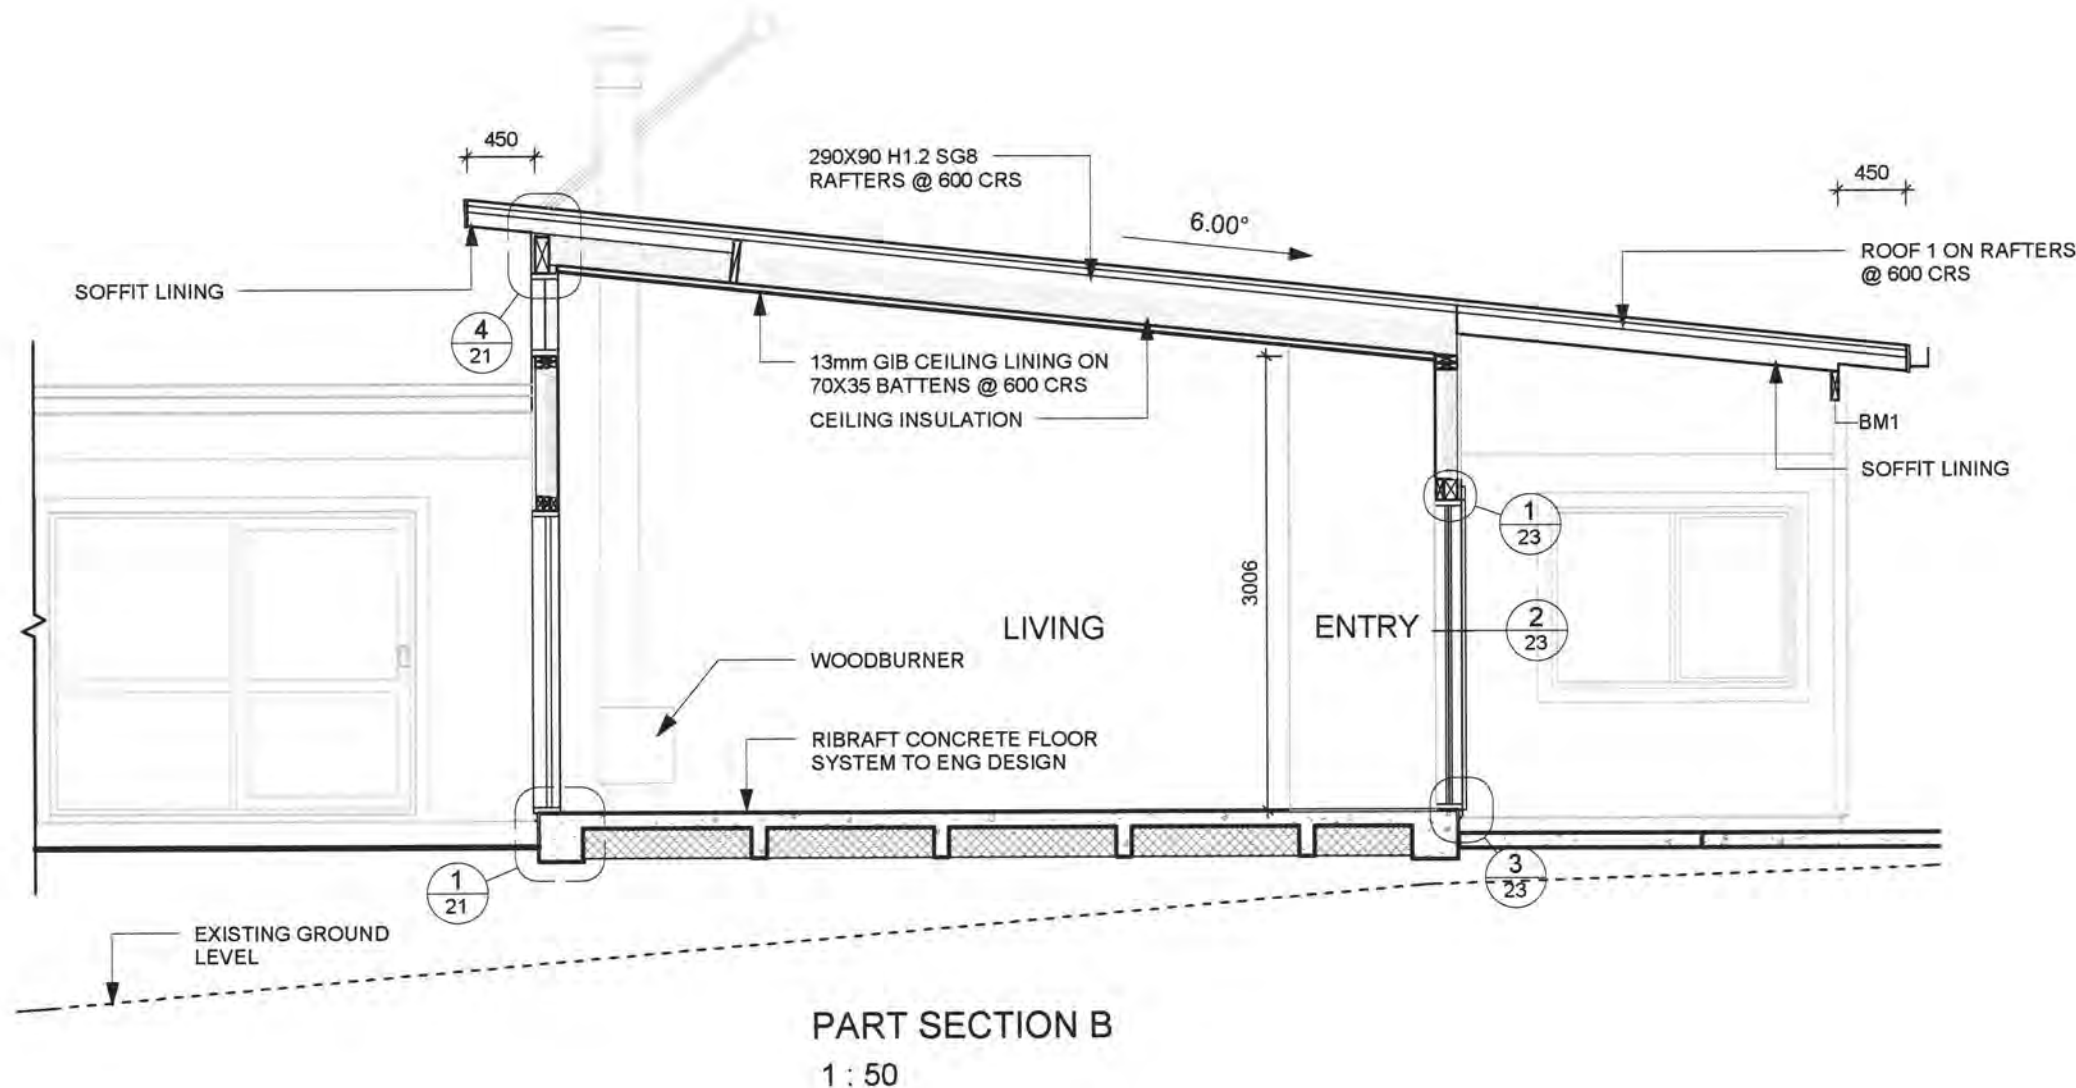 450
290X90 H1.2 SG8
RAFTERS @ 600 CRS
450
6.00°
ROOF 1 ON RAFTERS
@ 600 CRS
SOFFIT LINING
4
21
13mm GIB CEILING LINING ON
70X35 BATTENS @ 600 CRS
CEILING INSULATION
BM1
SOFFIT LINING
1
23
3006
LIVING
ENTRY
2
23
WOODBURNER
RIBRAFT CONCRETE FLOOR
SYSTEM TO ENG DESIGN
1
21
3
23
EXISTING GROUND
LEVEL
PART SECTION B
1 : 50